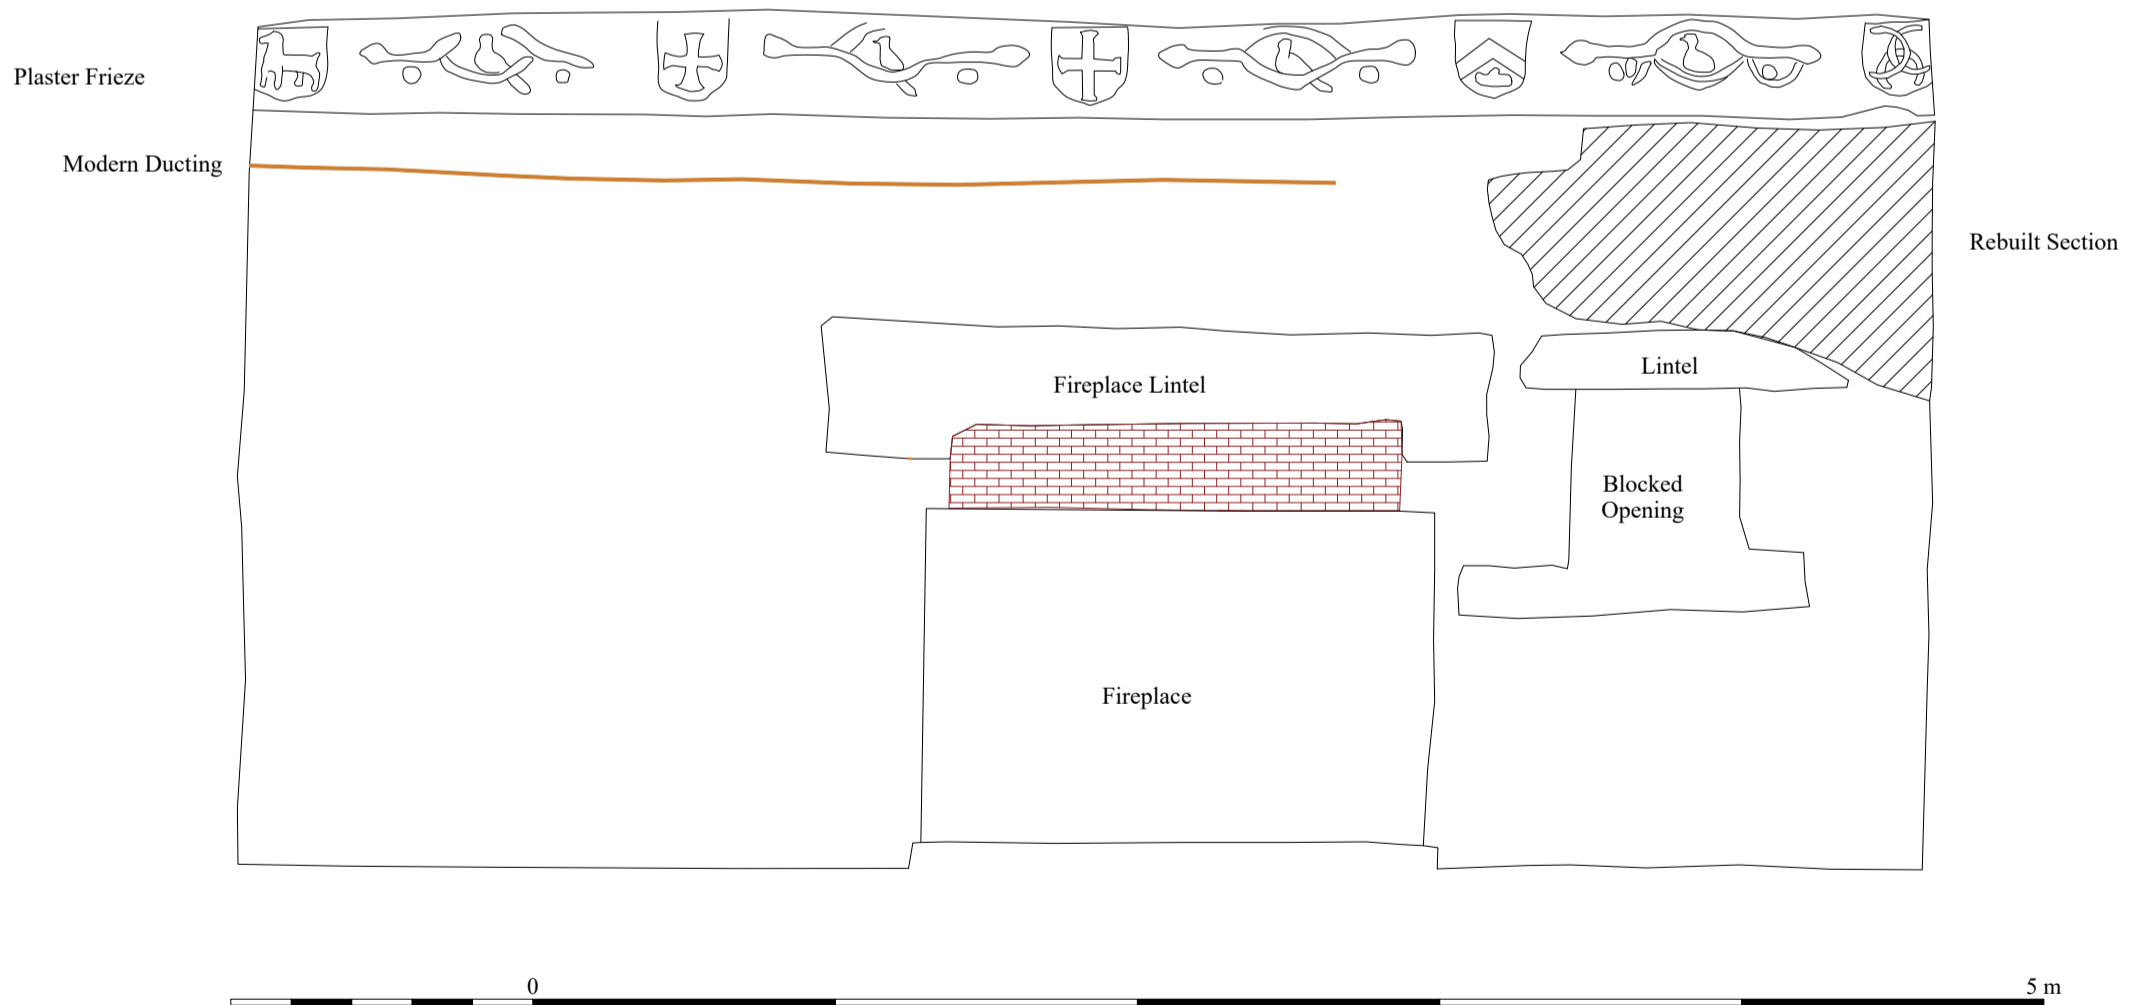 Plaster Frieze
Modern Ducting
Rebuilt Section
Lintel
Fireplace Lintel
Blocked
Opening
Fireplace
0
5 m